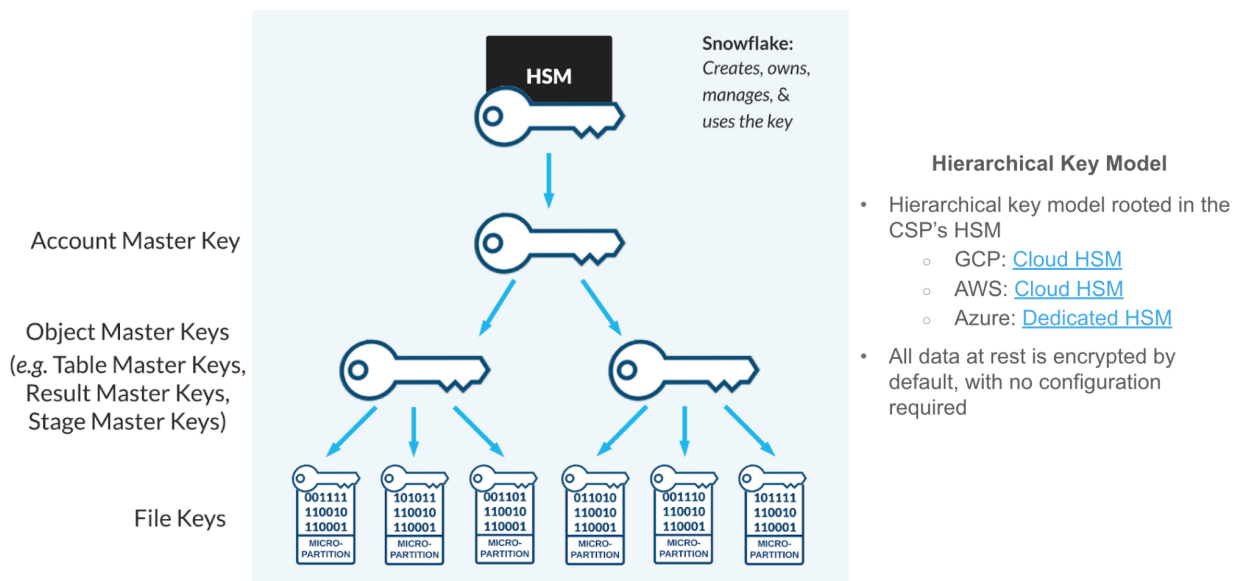 HSM
Snowflake:
Creates, owns,
manages, &
uses the key
Account Master Key
Object Master Keys
(e.g. Table Master Keys,
Result Master Keys,
Stage Master Keys)
File Keys
001111
110010
110001
MICRO-
PARTITION
101011
110010
110001
MICRO-
PARTITION
001101
110010
110001
MICRO-
PARTITION
011010
110010
110001
MICRO-
PARTITION
001110
110010
110001
MICRO-
PARTITION
101111
110010
110001
MICRO-
PARTITION
Hierarchical Key Model
• Hierarchical key model rooted in the
CSP's HSM
○ GCP: Cloud HSM
○ AWS: Cloud HSM
○ Azure: Dedicated HSM
• All data at rest is encrypted by
default, with no configuration
required